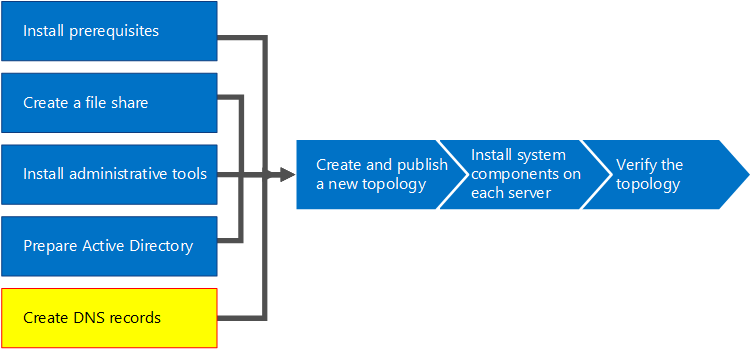 Install prerequisites
Create a file share
Install administrative tools
Prepare Active Directory
Create DNS records
Create and publish
a new topology
Install system
components on
each server
Verify the
topology